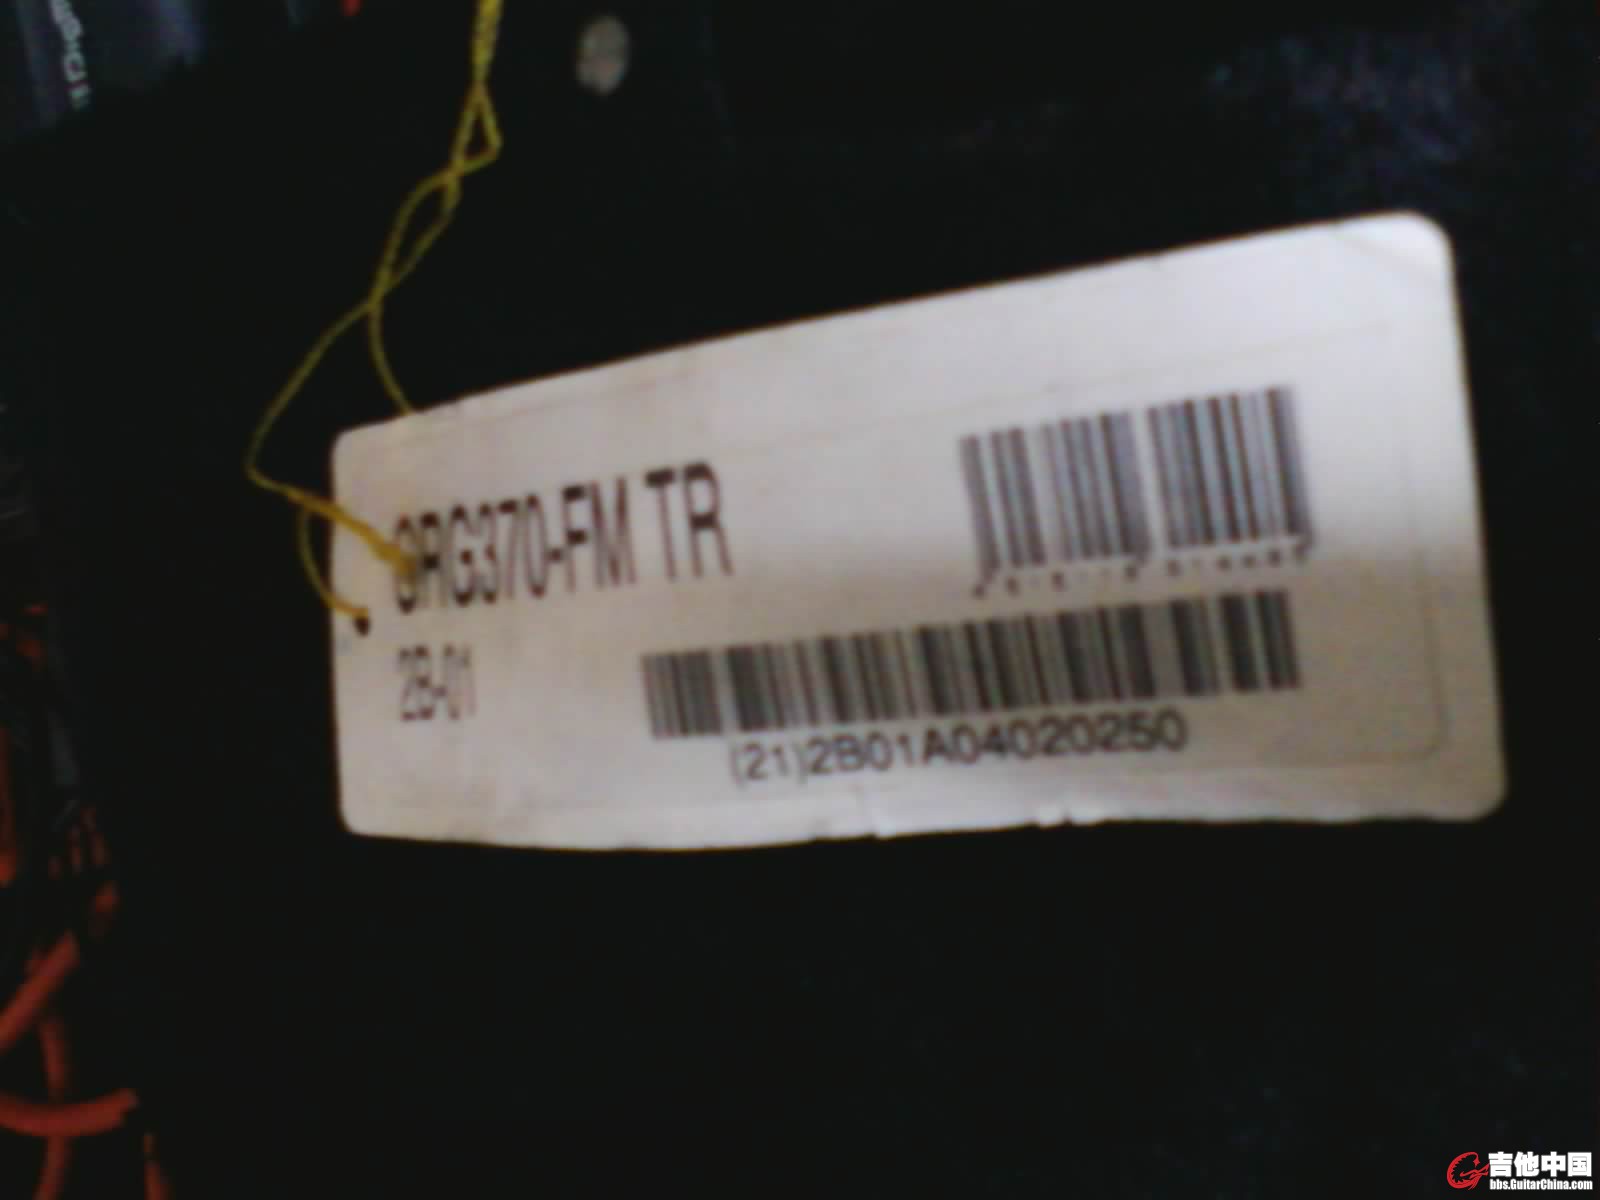 GRG370-FM TR
2B-01
(21)2B01A04020250
吉他中国
bbs.GuitarChina.com